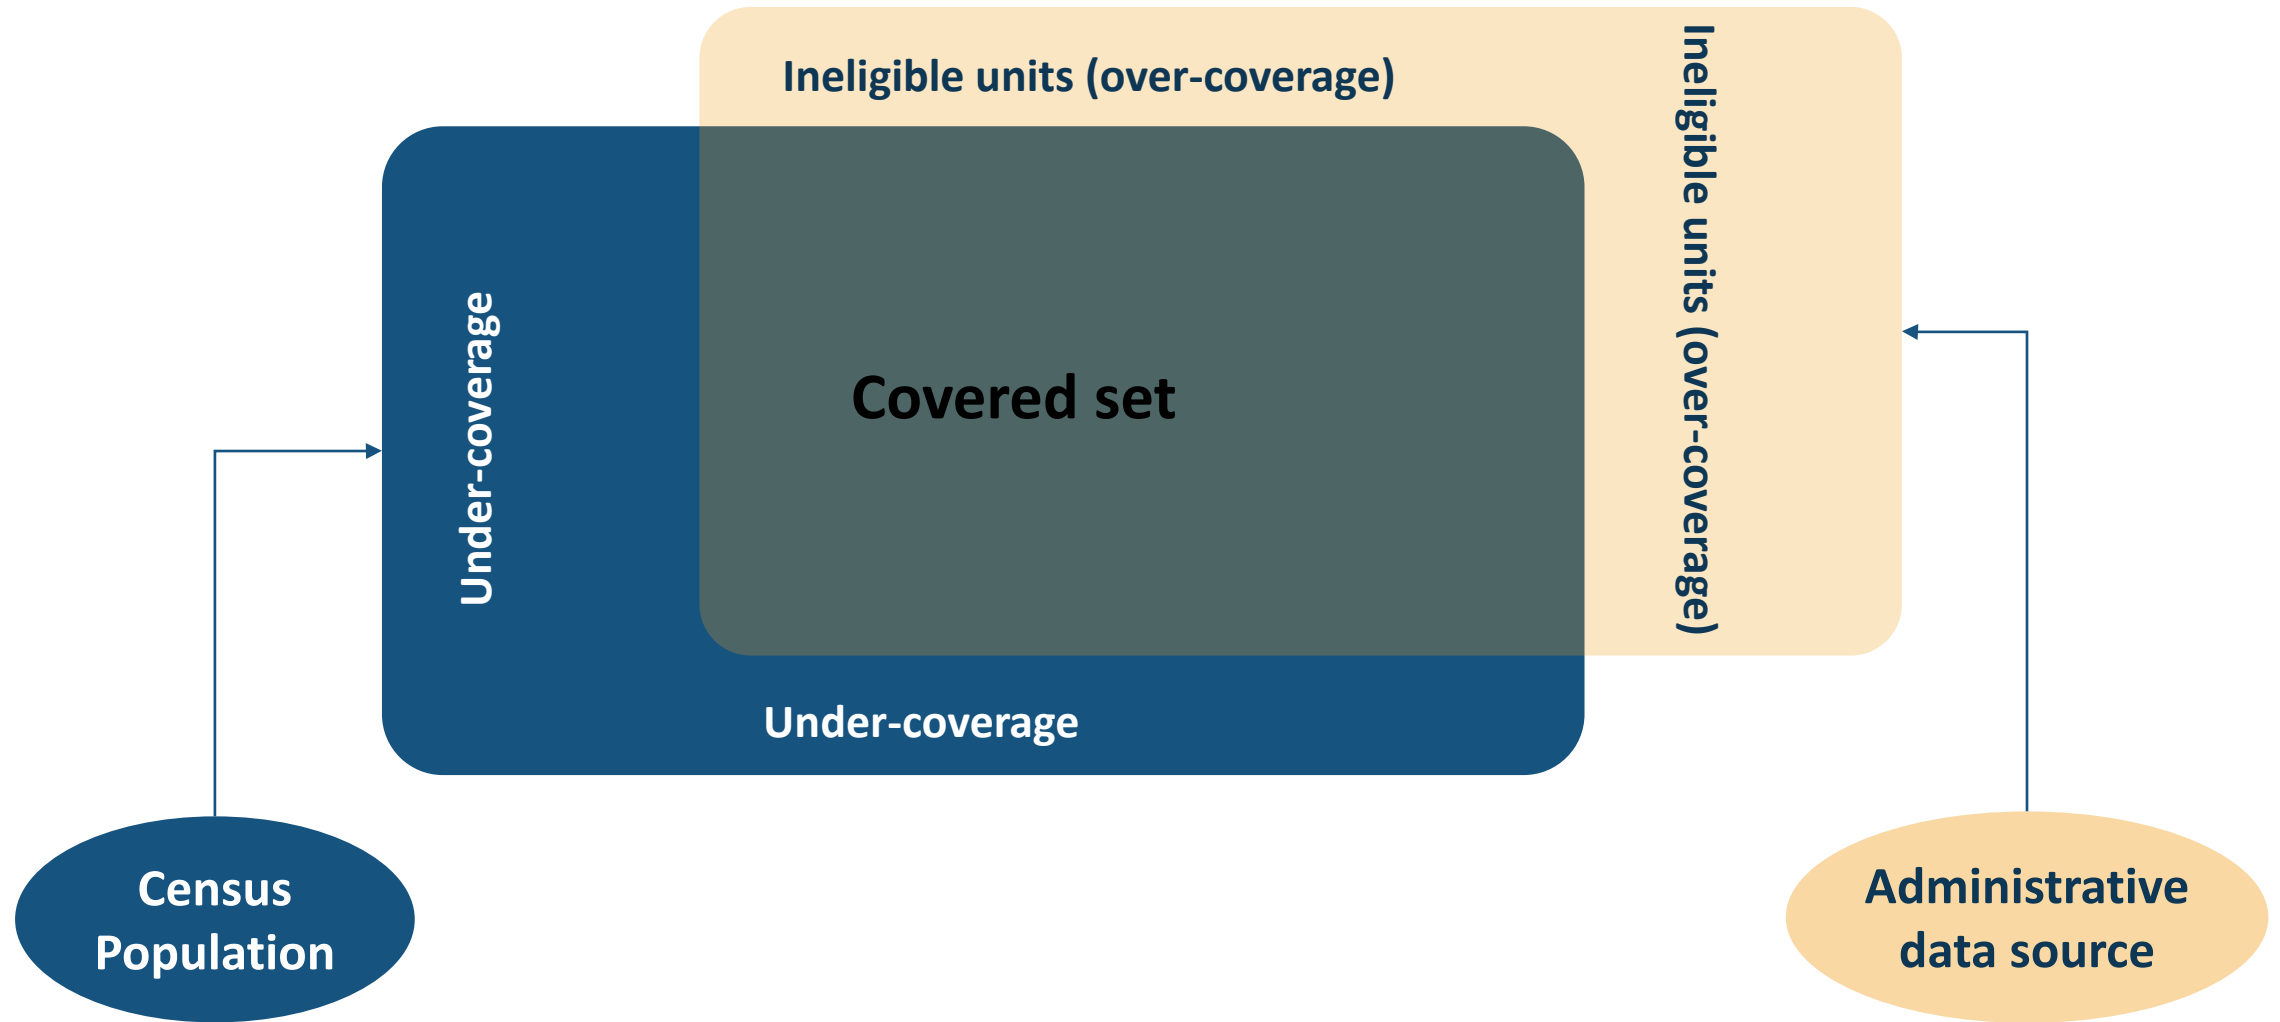 Ineligible units (over-coverage)
Ineligible units (over-coverage)
Under-coverage
Covered set
Under-coverage
Census
Population
Administrative
data source